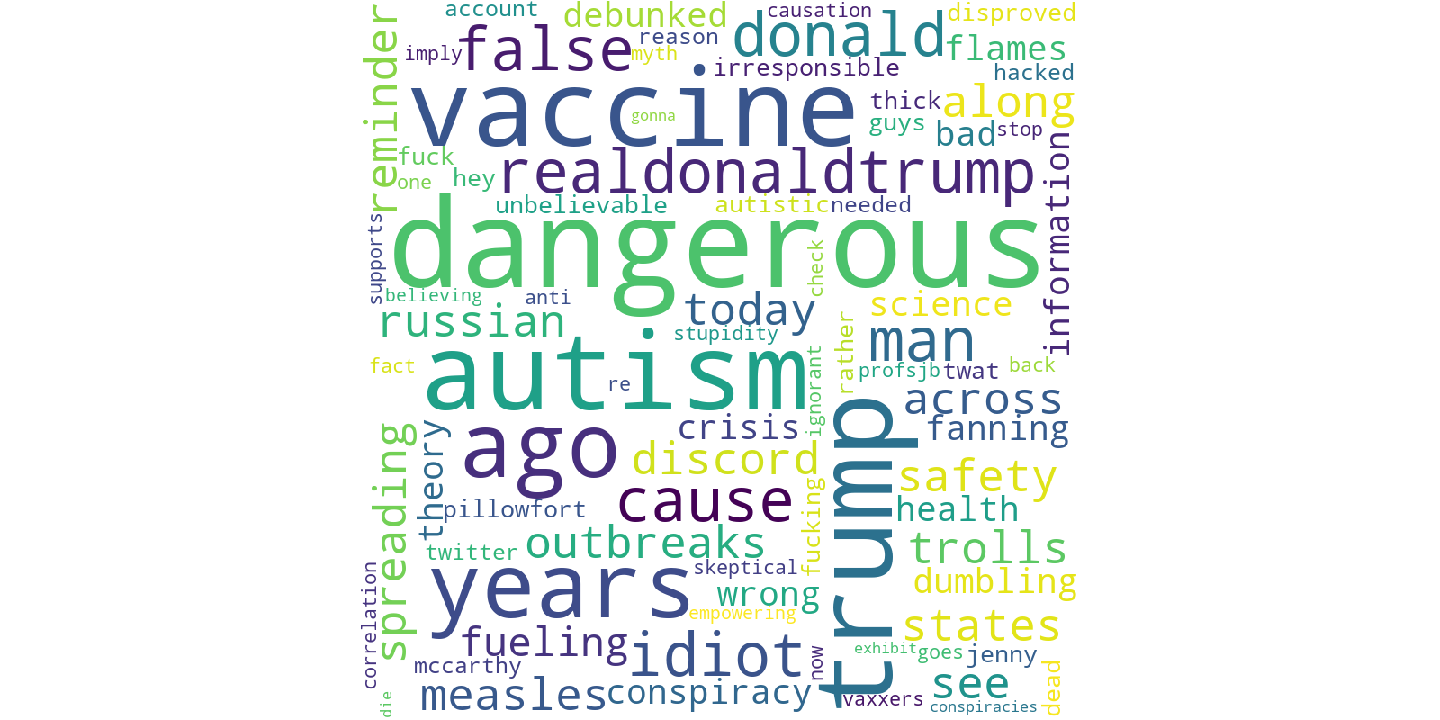 account
debunked
causation
disproved
reminder
false
reason
donald
flames
imply
myth
irresponsible
hacked
vaccine
gonna
thick
along
guys
bad
stop
information
fuck
realdonaldtrump
one
hey
unbelievable
autistic
needed
supports
dangerous
check
believing
anti
today
science
russian
stupidity
man
autism
fact
re
ignorant
rather
profsjb
twat
back
across
ago
crisis
fanning
spreading
theory
discord
trump
safety
pillowfort
cause
fucking
health
twitter
outbreaks
trolls
correlation
years
skeptical
wrong
dumbling
empowering
states
fueling
idiot
now
exhibit
goes
jenny
mccarthy
see
dead
die
measles
conspiracy
vaxxers
conspiracies